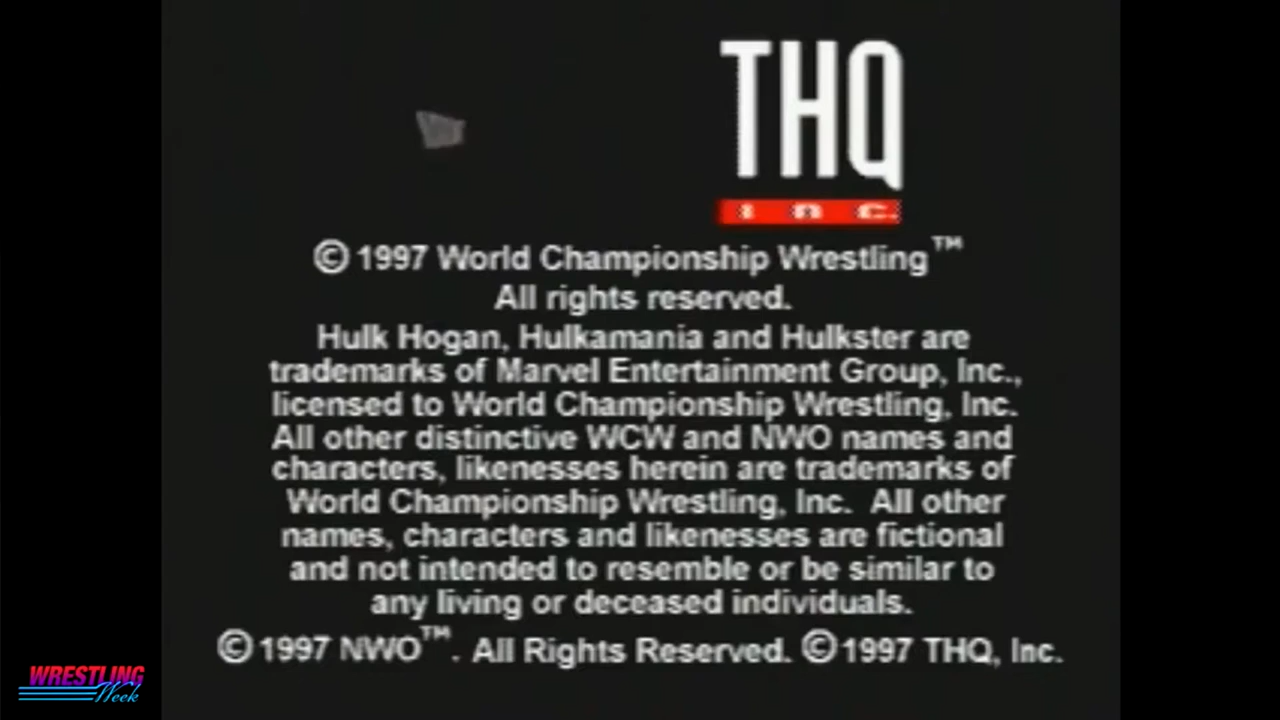 THQ
inc.
© 1997 World Championship Wrestling™
All rights reserved.
Hulk Hogan, Hulkamania and Hulkster are
trademarks of Marvel Entertainment Group, Inc.,
licensed to World Championship Wrestling, Inc.
All other distinctive WCW and NWO names and
characters, likenesses herein are trademarks of
World Championship Wrestling, Inc. All other
names, characters and likenesses are fictional
and not intended to resemble or be similar to
any living or deceased individuals.
© 1997 NWO™. All Rights Reserved. © 1997 THQ, Inc.
WRESTLING
Week